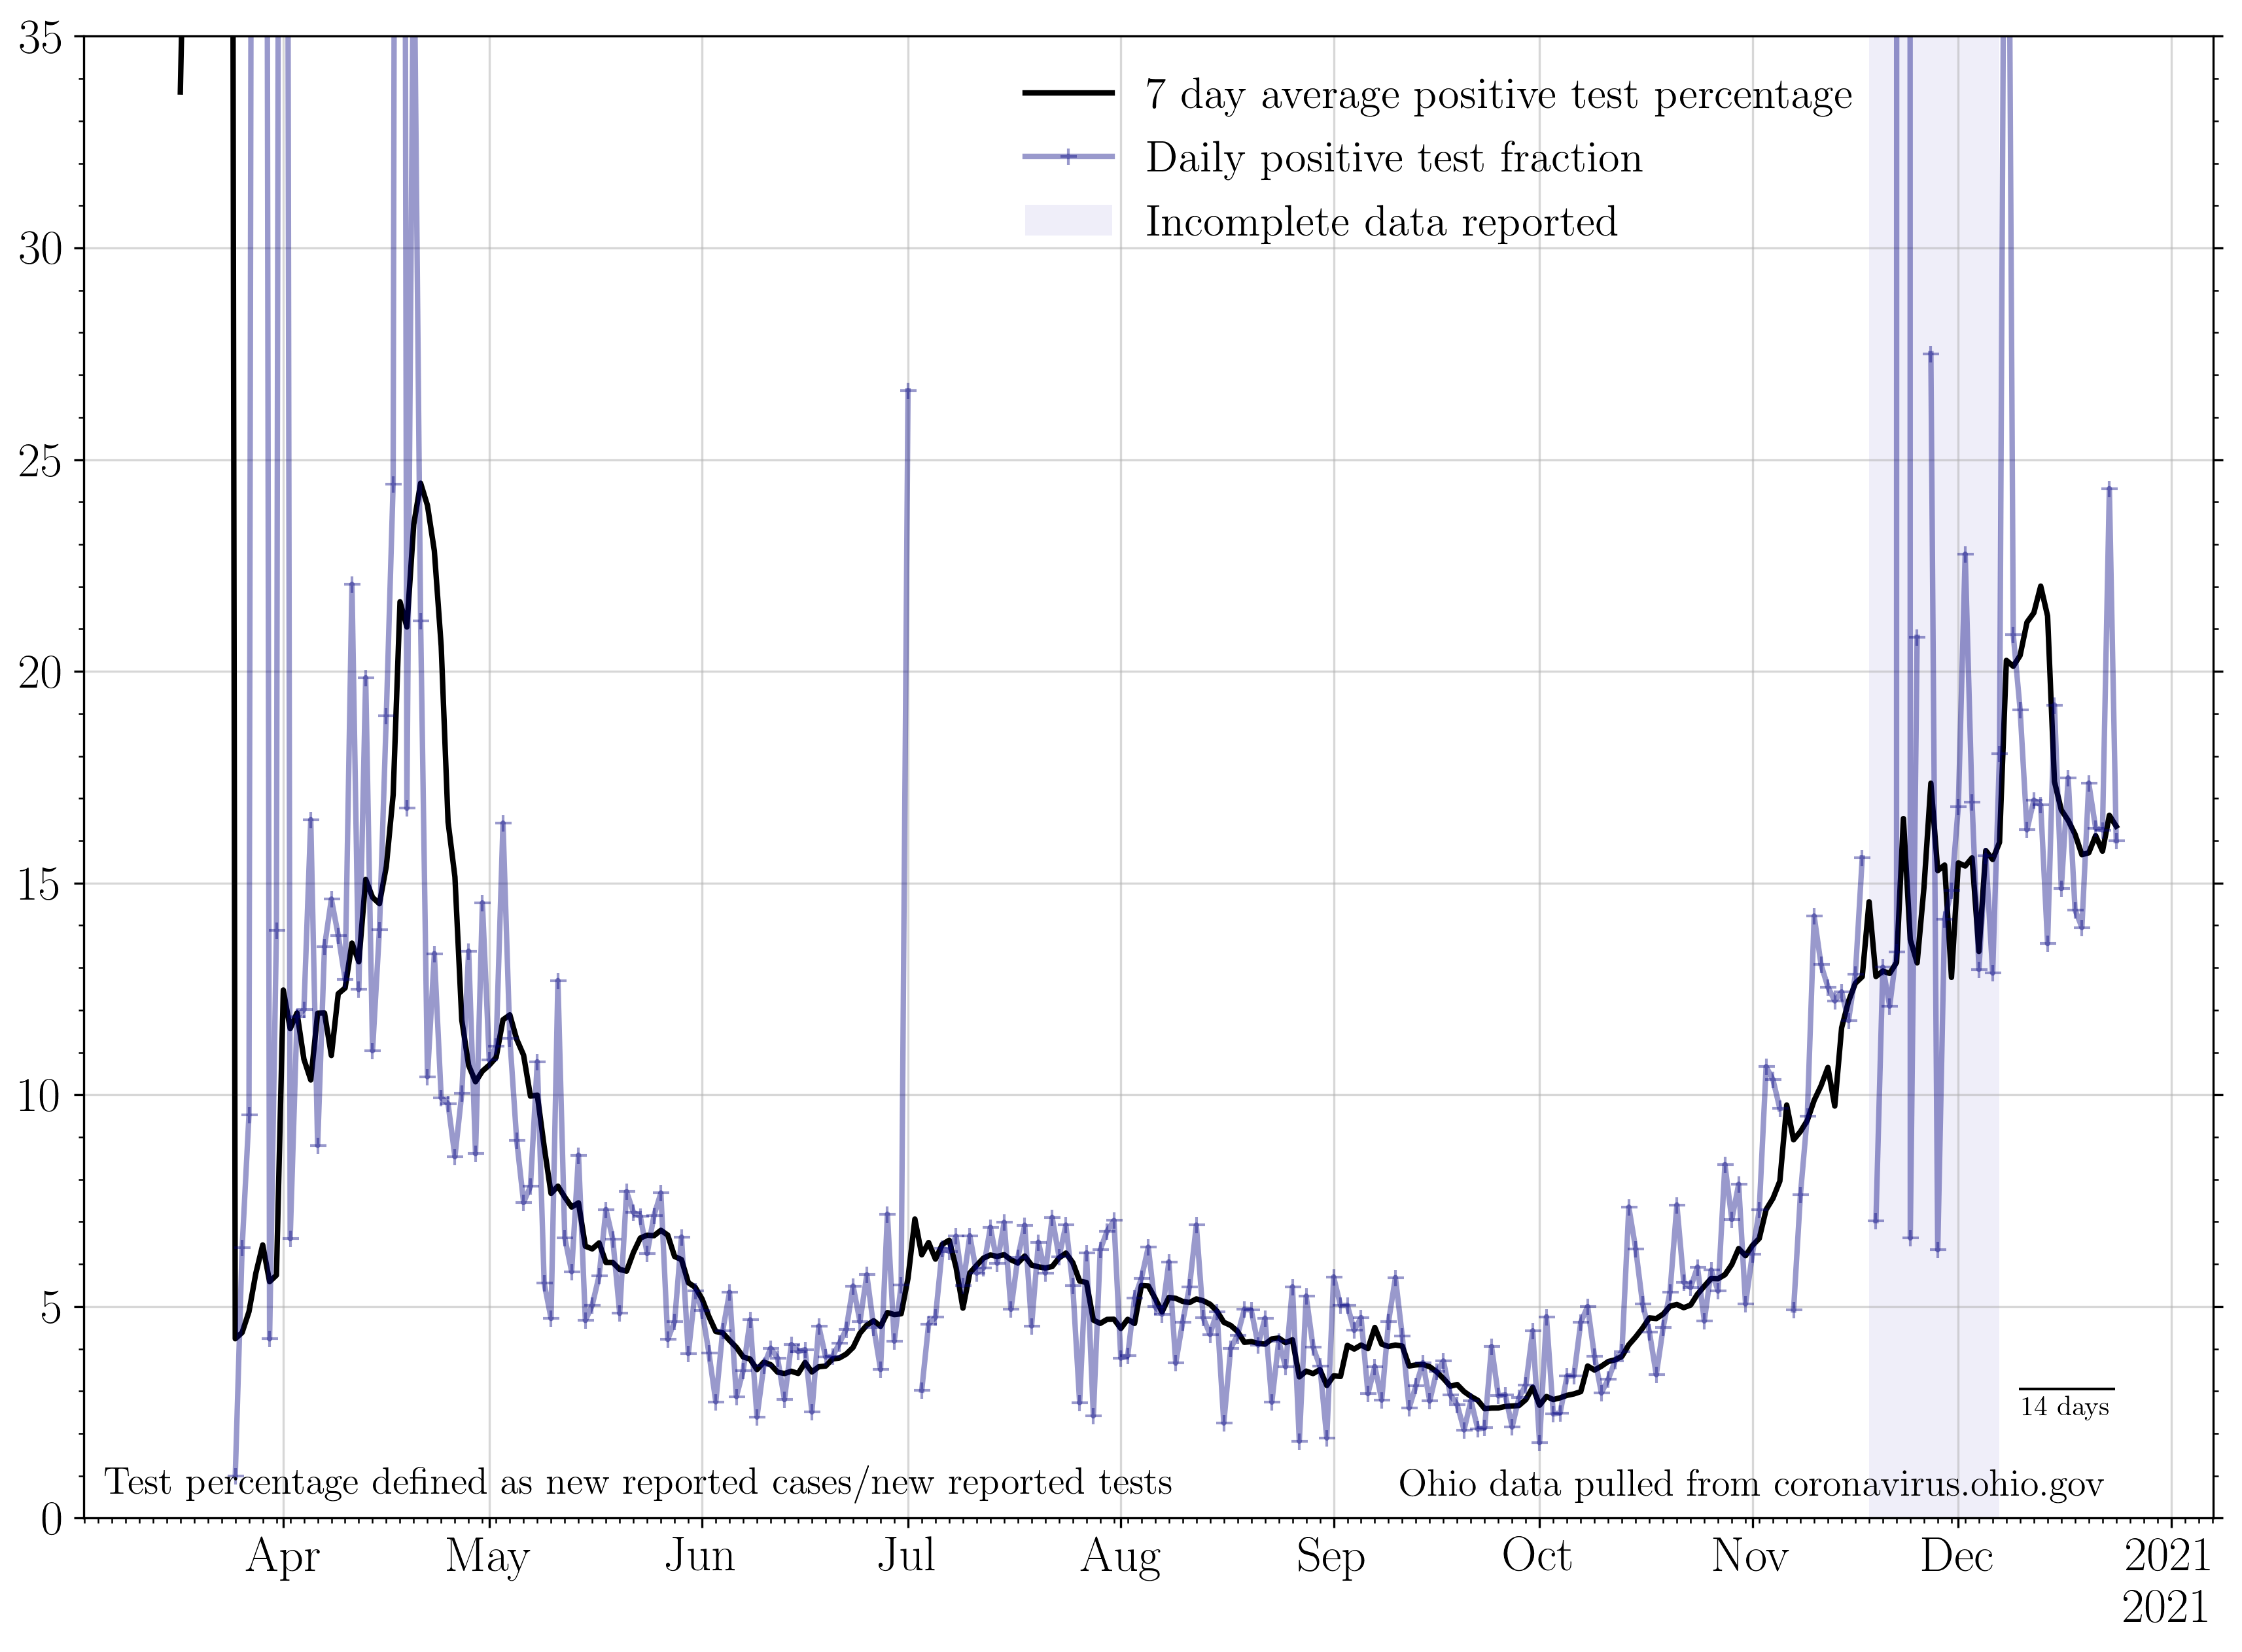 35
30
25
20
15
10
5
0
7 day average positive test percentage
Daily positive test fraction
Incomplete data reported
14 days
Test percentage defined as new reported cases/new reported tests
Ohio data pulled from coronavirus.ohio.gov
Apr May Jun Jul Aug Sep Oct Nov Dec 2021
2021